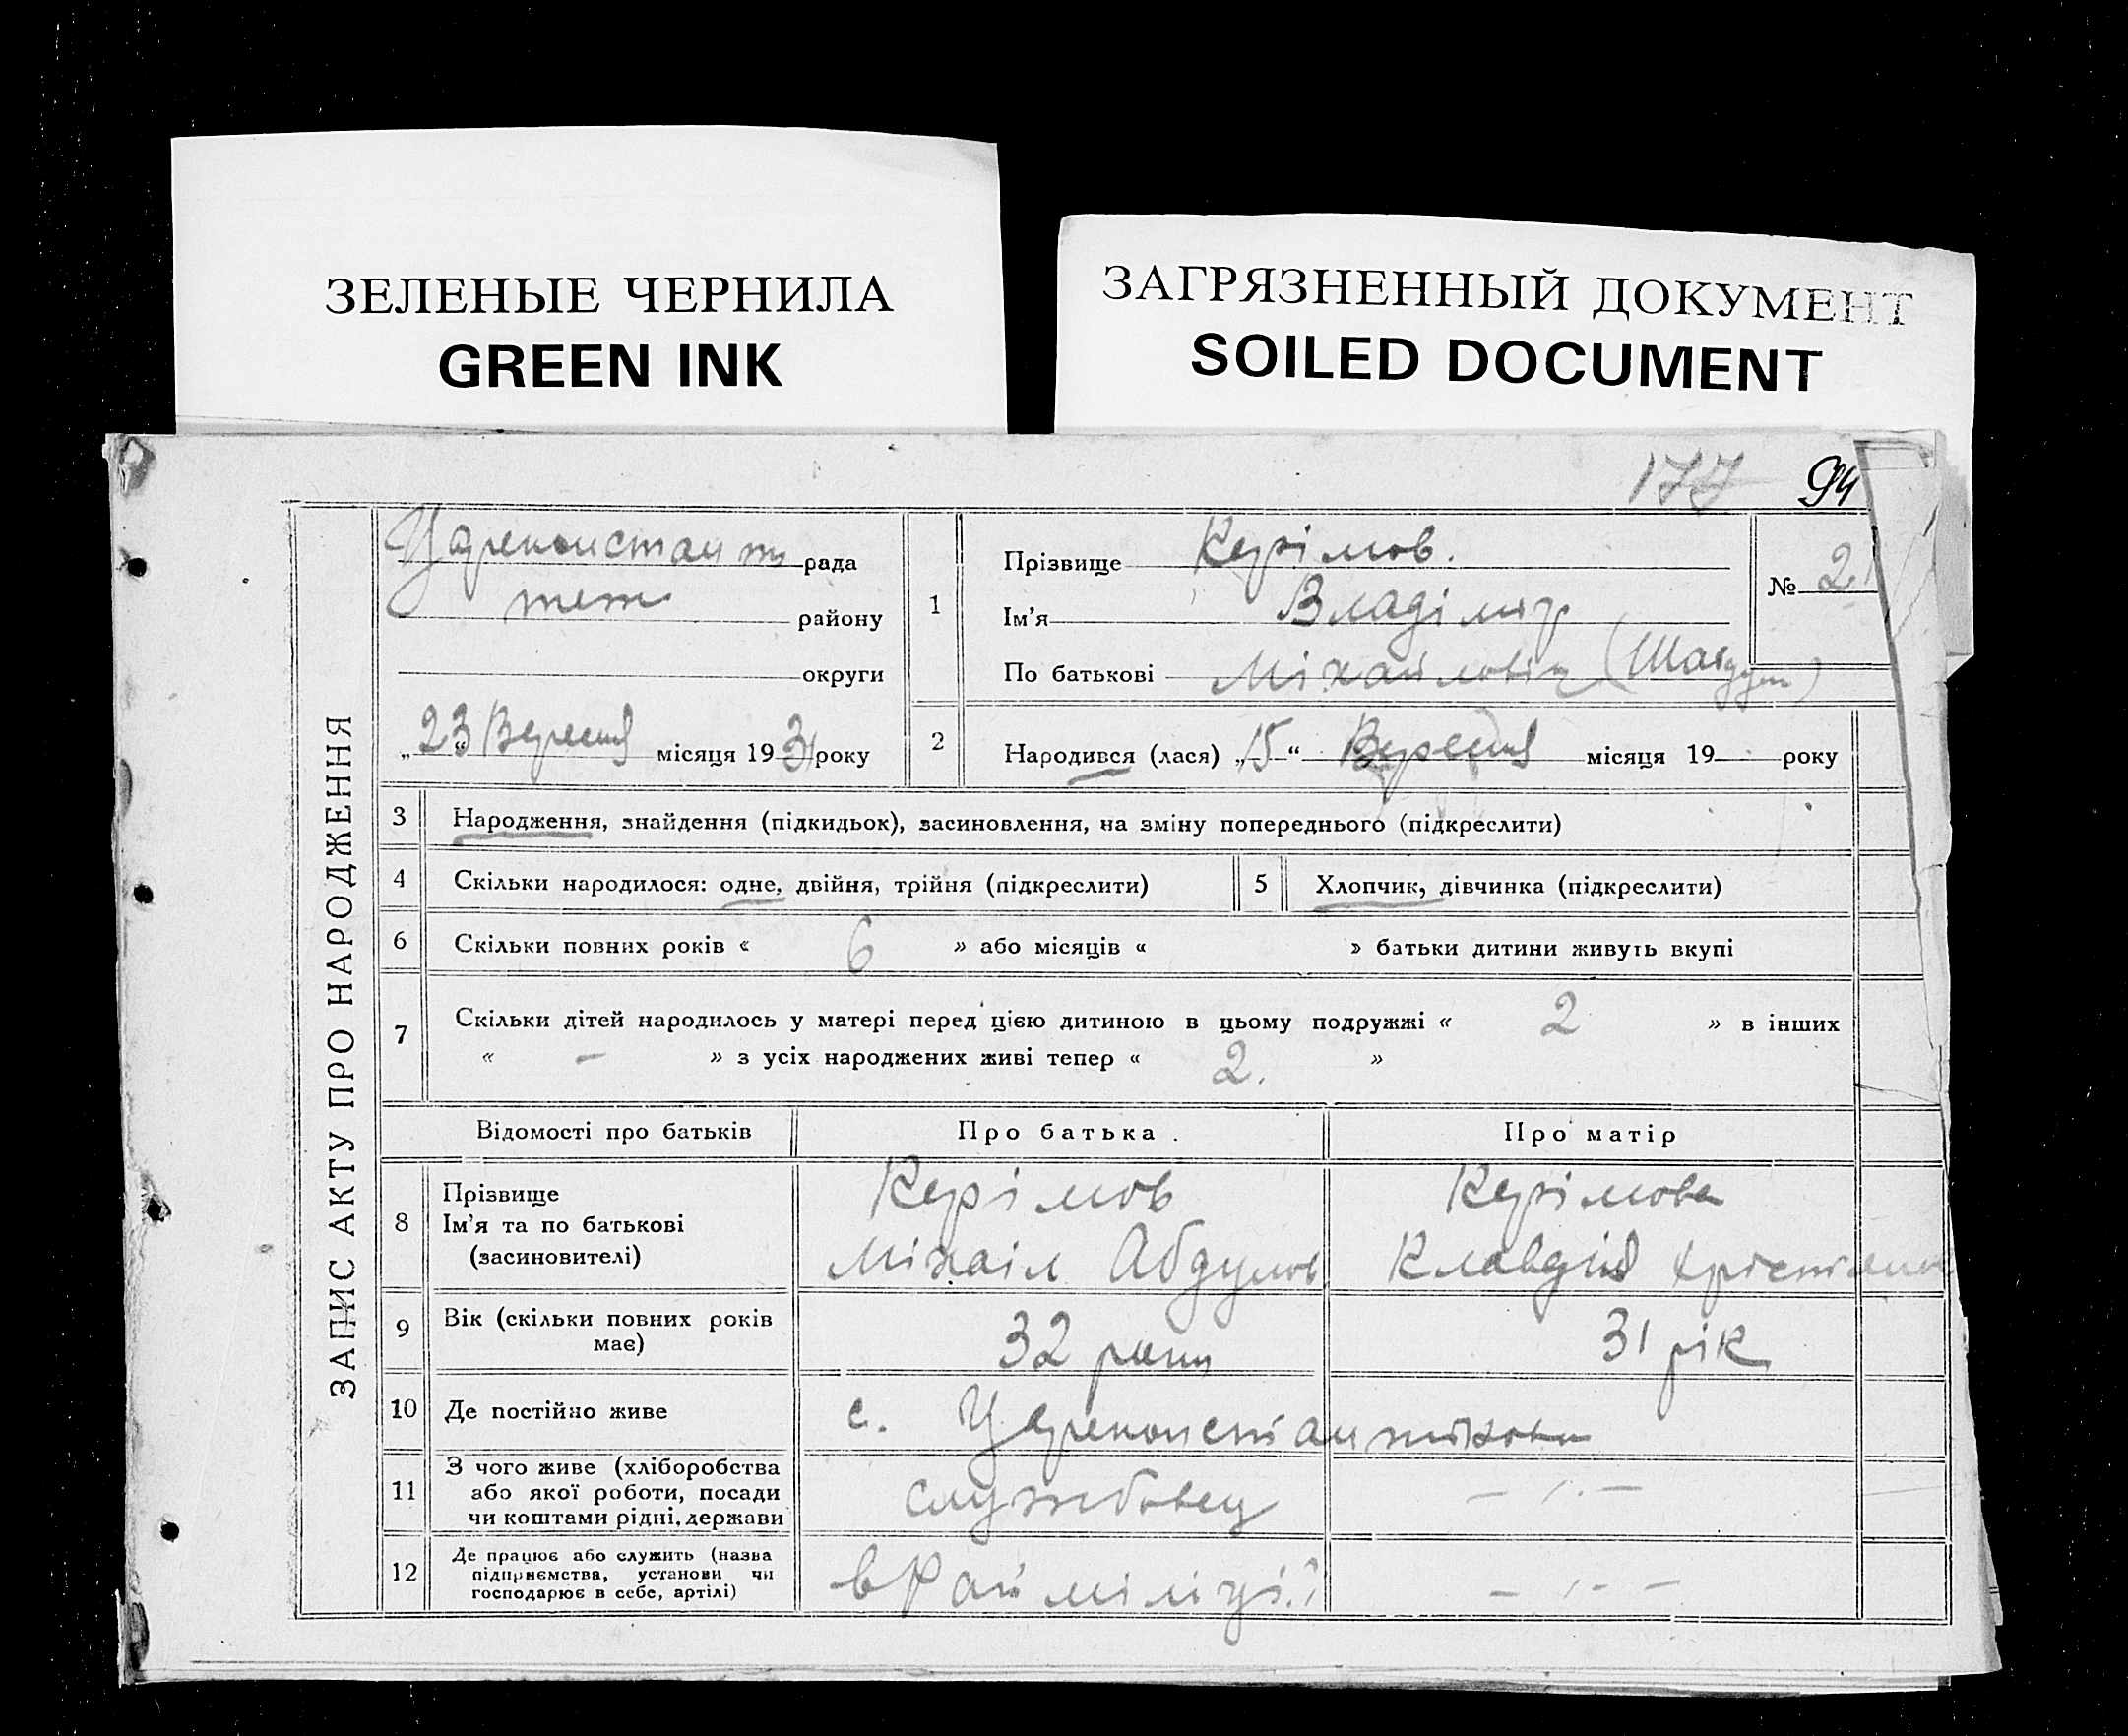 ЗЕЛЕНЫЕ ЧЕРНИЛА
GREEN INK
ЗАГРЯЗНЕННЫЙ ДОКУМЕНТ
SOILED DOCUMENT
177 94
ЗАПИС АКТУ ПРО НАРОДЖЕННЯ
рада
району
округи
„23 Вересня місяця 193 року
1
Прізвище Керімов.
Ім'я Владімір
По батькові Міхайловіч
№ 21
2
Народився (лася) „15“ Вересня місяця 19 року
3 Народження, знайдення (підкидьок), засиновлення, на зміну попереднього (підкреслити)
4 Скільки народилося: одне, двійня, трійня (підкреслити)
5 Хлопчик, дівчинка (підкреслити)
6 Скільки повних років « 6 » або місяців « » батьки дитини живуть вкупі
7 Скільки дітей народилось у матері перед цією дитиною в цьому подружжі « 2 » в інших
« – » з усіх народжених живі тепер « 2. »
Відомості про батьків Про батька Про матір
8 Прізвище Керімов Керімова
Ім'я та по батькові Міхаіл Абдулов Клавдія
(засиновителі)
9 Вік (скільки повних років 32 роки 31 рік
має)
10 Де постійно живе с.
11 З чого живе (хліборобства
або якої роботи, посади службовец — ׳׳ —
чи коштами рідні, держави
12 Де працює або служить (назва
підприємства, установи чи в Рай міліції — ׳׳ —
господарює в себе, артілі)